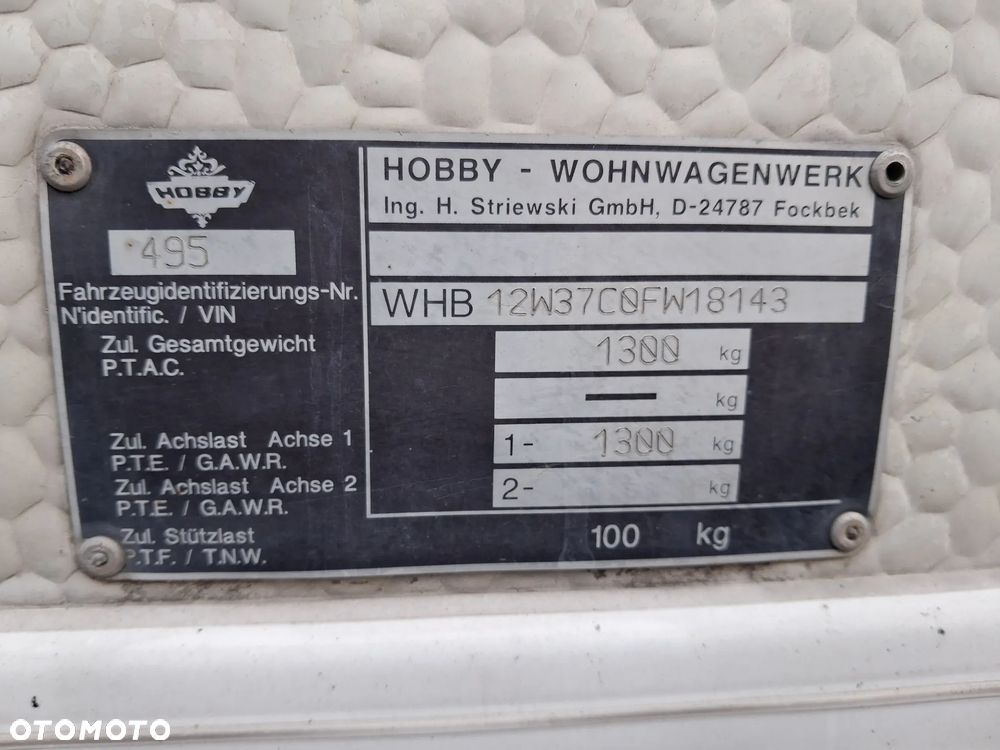 HOBBY
HOBBY - WOHNWAGENWERK
Ing. H. Striewski GmbH, D-24787 Fockbek
495
Fahrzeugidentifizierungs-Nr.
N'identific. / VIN
WHB 12W37C0FW18143
Zul. Gesamtgewicht
P.T.A.C.
1300 kg
— kg
Zul. Achslast Achse 1
P.T.E. / G.A.W.R.
1- 1300 kg
Zul. Achslast Achse 2
P.T.E. / G.A.W.R.
2- kg
Zul. Stützlast
P.T.F. / T.N.W.
100 kg
OTOMOTO